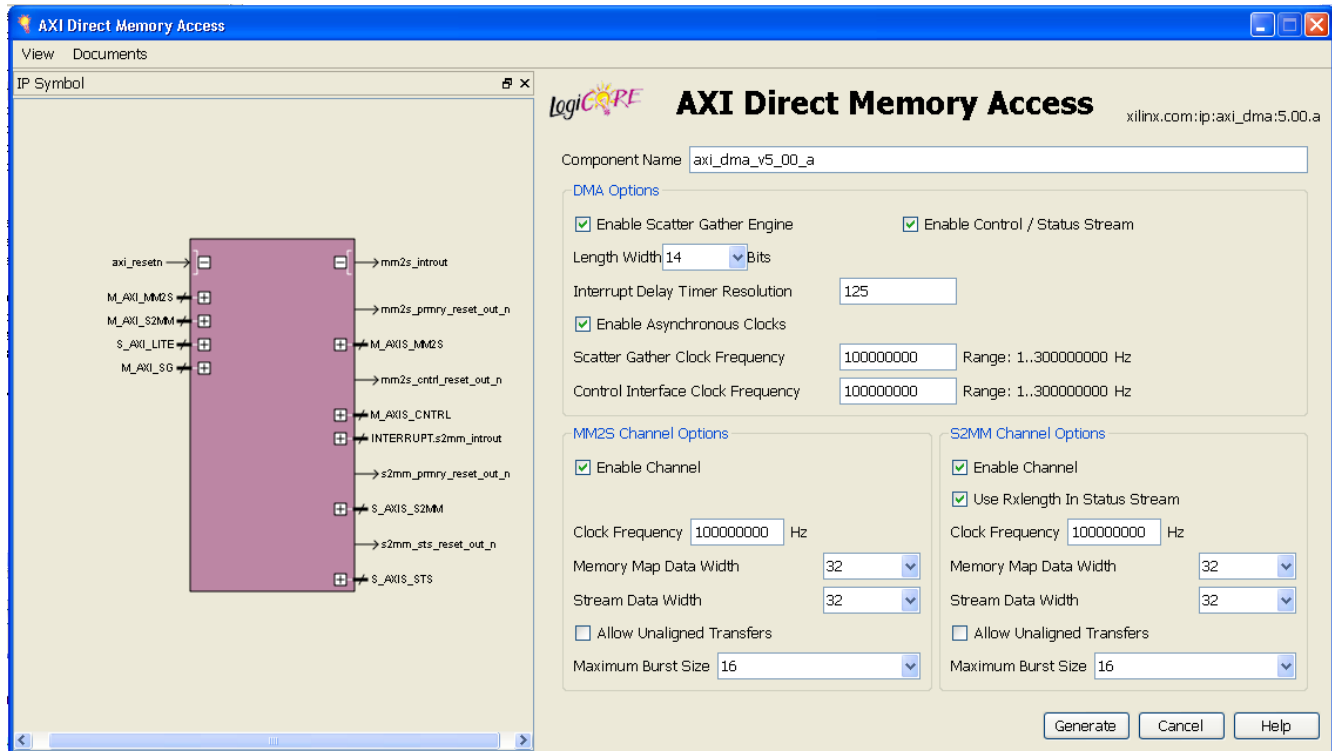 AXI Direct Memory Access
View Documents
IP Symbol
axi_resetn
M_AXI_MM2S
M_AXI_S2MM
S_AXI_LITE
M_AXI_SG
mm2s_introut
mm2s_prmry_reset_out_n
M_AXIS_MM2S
mm2s_cntrl_reset_out_n
M_AXIS_CNTRL
INTERRUPT.s2mm_introut
s2mm_prmry_reset_out_n
S_AXIS_S2MM
s2mm_sts_reset_out_n
S_AXIS_STS
LogiCORE AXI Direct Memory Access xilinx.com:ip:axi_dma:5.00.a
Component Name axi_dma_v5_00_a
DMA Options
Enable Scatter Gather Engine Enable Control / Status Stream
Length Width 14 Bits
Interrupt Delay Timer Resolution 125
Enable Asynchronous Clocks
Scatter Gather Clock Frequency 100000000 Range: 1..300000000 Hz
Control Interface Clock Frequency 100000000 Range: 1..300000000 Hz
MM2S Channel Options
Enable Channel
Clock Frequency 100000000 Hz
Memory Map Data Width 32
Stream Data Width 32
Allow Unaligned Transfers
Maximum Burst Size 16
S2MM Channel Options
Enable Channel
Use Rxlength In Status Stream
Clock Frequency 100000000 Hz
Memory Map Data Width 32
Stream Data Width 32
Allow Unaligned Transfers
Maximum Burst Size 16
Generate Cancel Help